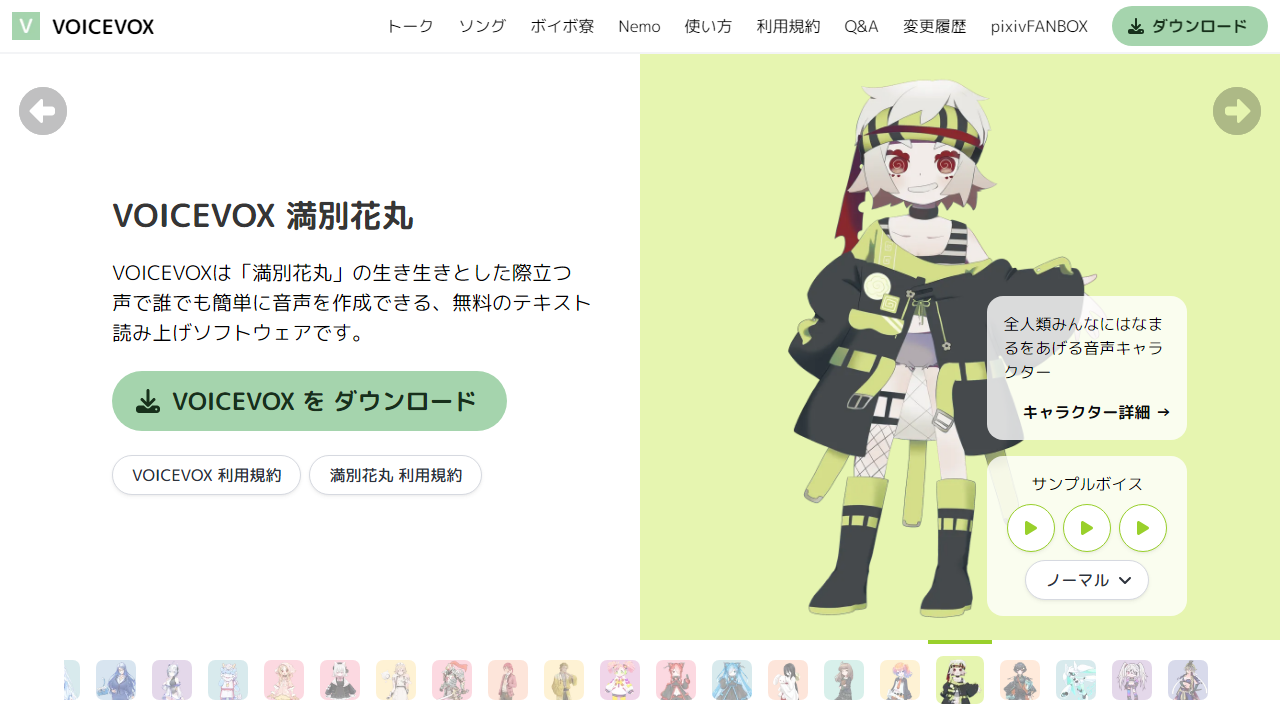 V VOICEVOX
トーク ソング ボイボ寮 Nemo 使い方 利用規約 Q&A 変更履歴 pixivFANBOX ダウンロード
VOICEVOX 満別花丸
VOICEVOXは「満別花丸」の生き生きとした際立つ
声で誰でも簡単に音声を作成できる、無料のテキスト
読み上げソフトウェアです。
VOICEVOX を ダウンロード
VOICEVOX 利用規約
満別花丸 利用規約
全人類みんなにはなま
るをあげる音声キャラ
クター
キャラクター詳細 →
サンプルボイス
ノーマル